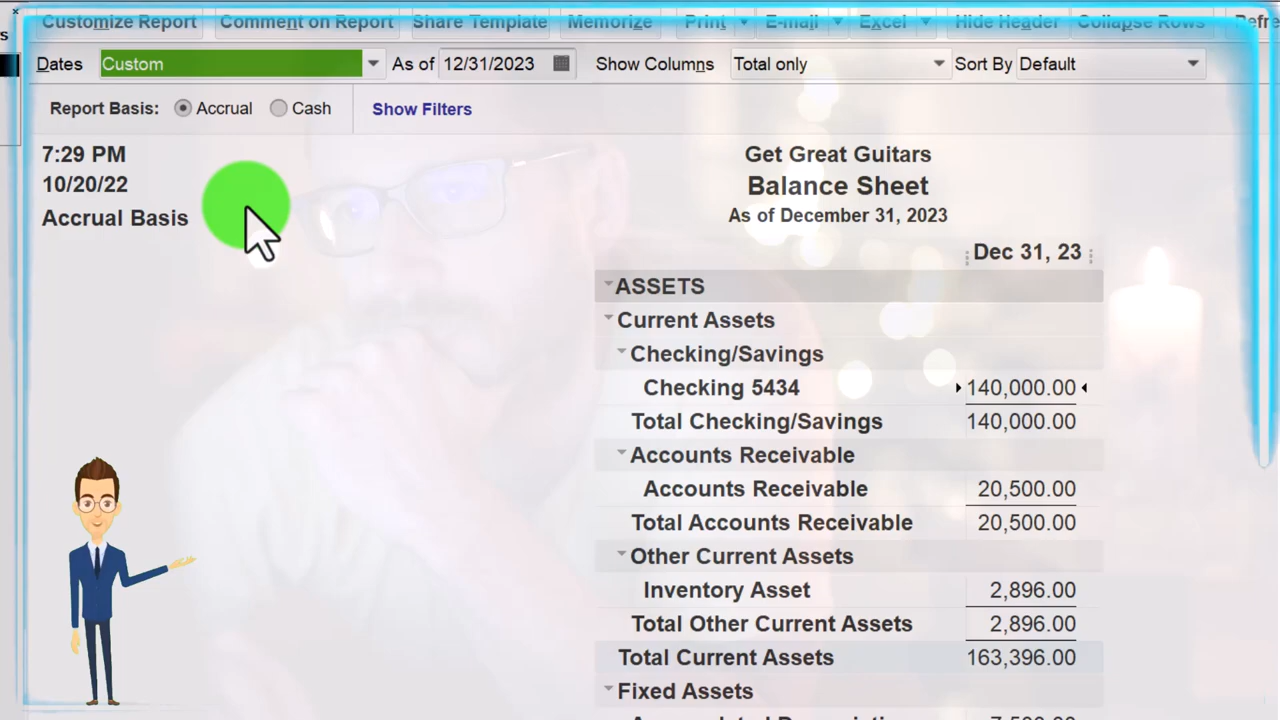 Customize Report Comment on Report Share Template Memorize Print E-mail Excel Hide Header Collapse Rows
Dates Custom As of 12/31/2023 Show Columns Total only Sort By Default
Report Basis: Accrual Cash Show Filters
7:29 PM
10/20/22
Accrual Basis
Get Great Guitars
Balance Sheet
As of December 31, 2023
Dec 31, 23
ASSETS
Current Assets
Checking/Savings
Checking 5434 140,000.00
Total Checking/Savings 140,000.00
Accounts Receivable
Accounts Receivable 20,500.00
Total Accounts Receivable 20,500.00
Other Current Assets
Inventory Asset 2,896.00
Total Other Current Assets 2,896.00
Total Current Assets 163,396.00
Fixed Assets